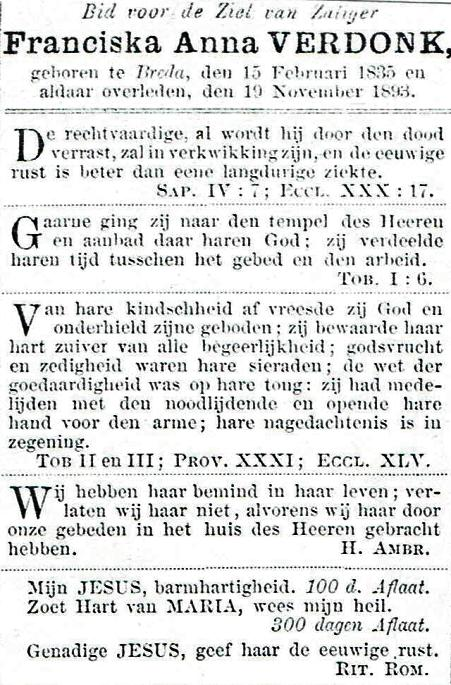 Bid voor de Ziel van Zaliger
Franciska Anna VERDONK,
geboren te Breda, den 15 Februari 1835 en
aldaar overleden, den 19 November 1893.
De rechtvaardige, al wordt hij door den dood
verrast, zal in verkwikking zijn, en de eeuwige
rust is beter dan eene langdurige ziekte.
SAP. IV : 7; ECCL. XXX : 17.
Gaarne ging zij naar den tempel des Heeren
en aanbad daar haren God; zij verdeelde
haren tijd tusschen het gebed en den arbeid.
TOB. I : 6.
Van hare kindschheid af vreesde zij God en
onderhield zijne geboden; zij bewaarde haar
hart zuiver van alle begeerlijkheid; godsvrucht
en zedigheid waren hare sieraden; de wet der
goedaardigheid was op hare tong: zij had mede-
lijden met den noodlijdende en opende hare
hand voor den arme; hare nagedachtenis is in
zegening.
TOB II en III; PROV. XXXI; ECCL. XLV.
Wij hebben haar bemind in haar leven; ver-
laten wij haar niet, alvorens wij haar door
onze gebeden in het huis des Heeren gebracht
hebben. H. AMBR.
Mijn JESUS, barmhartigheid. 100 d. Aflaat.
Zoet Hart van MARIA, wees mijn heil.
300 dagen Aflaat.
Genadige JESUS, geef haar de eeuwige rust.
RIT. ROM.